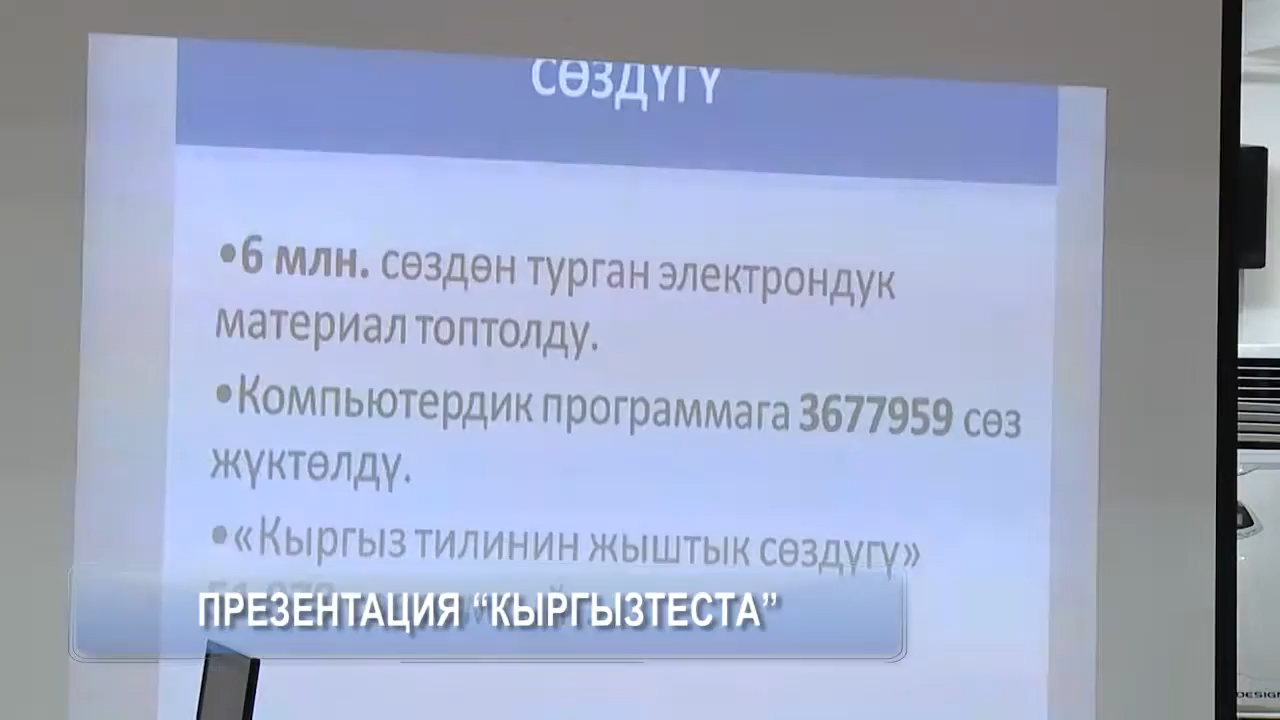 СӨЗДҮГҮ
•6 млн. сөздөн турган электрондук
материал топтолду.
•Компьютердик программага 3677959 сөз
жүктөлдү.
•«Кыргыз тилинин жыштык сөздүгү»
ПРЕЗЕНТАЦИЯ “КЫРГЫЗТЕСТА”
DESIGN